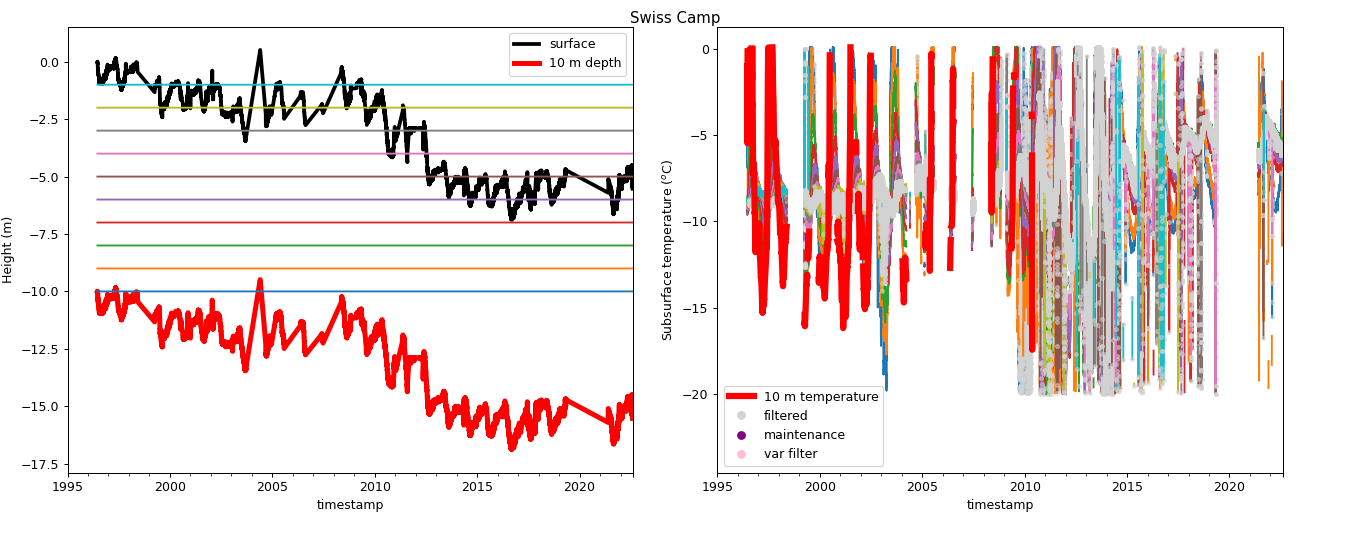 Swiss Camp
surface
10 m depth
Height (m)
0.0
−2.5
−5.0
−7.5
−10.0
−12.5
−15.0
−17.5
1995
2000
2005
2010
2015
2020
timestamp
Subsurface temperature (°C)
0
−5
−10
−15
−20
10 m temperature
filtered
maintenance
var filter
1995
2000
2005
2010
2015
2020
timestamp